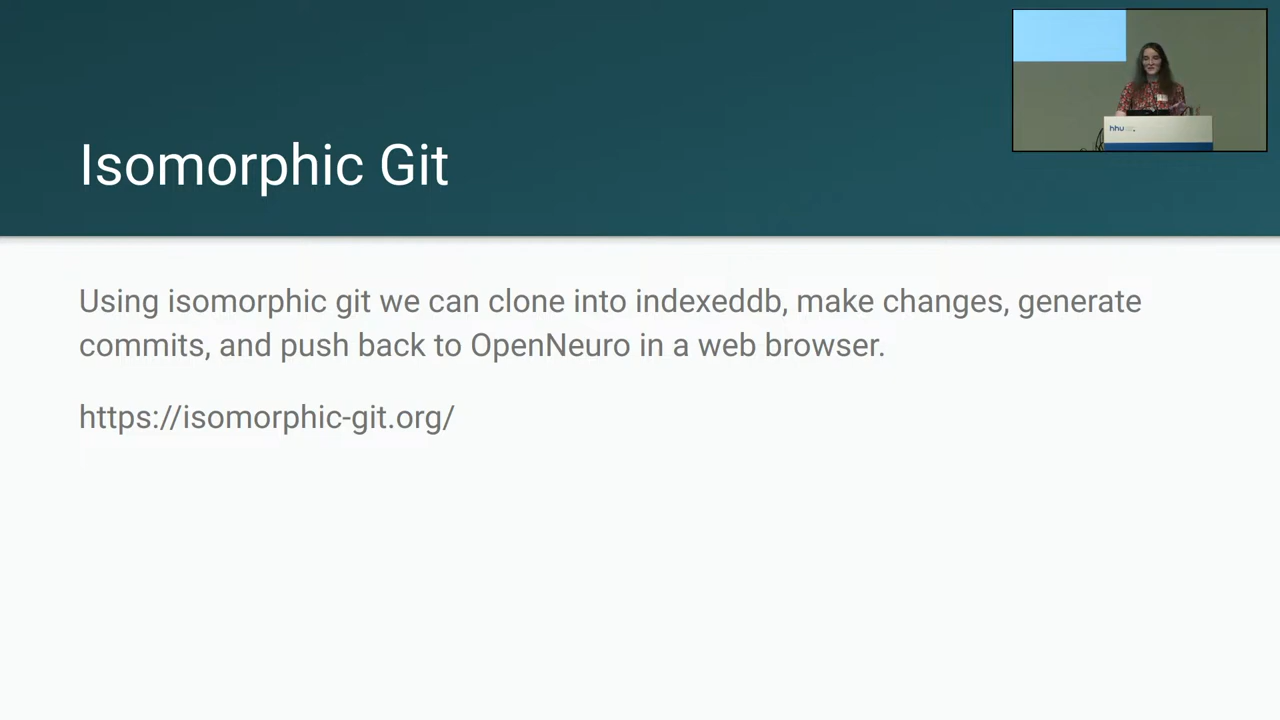 Isomorphic Git
Using isomorphic git we can clone into indexeddb, make changes, generate
commits, and push back to OpenNeuro in a web browser.
https://isomorphic-git.org/
hhu